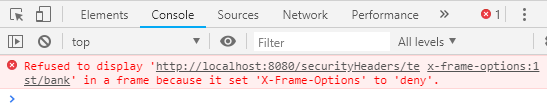 Elements Console Sources Network Performance » 1
top Filter Default levels
Refused to display 'http://localhost:8080/securityHeaders/te x-frame-options:1
st/bank' in a frame because it set 'X-Frame-Options' to 'deny'.